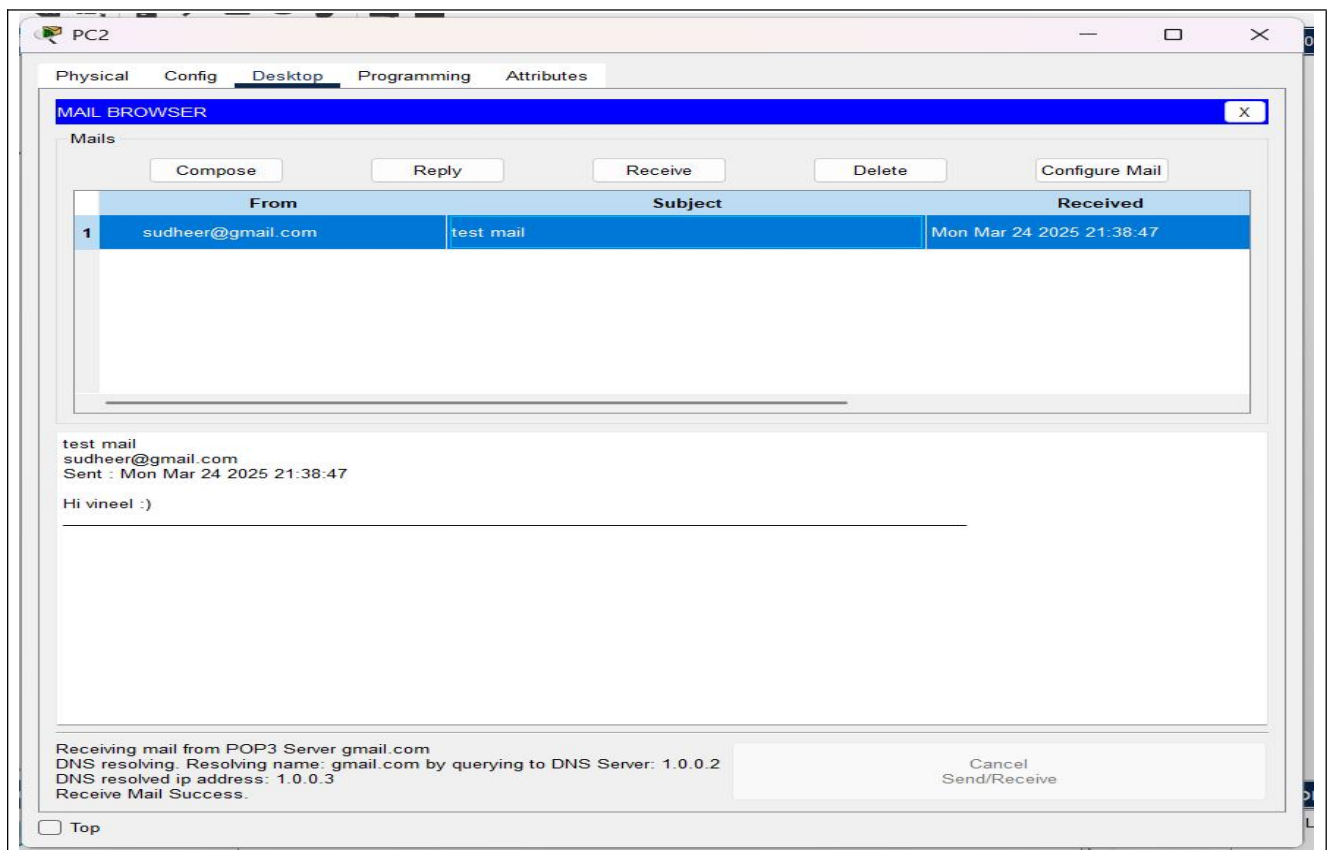 PC2
Physical Config Desktop Programming Attributes
MAIL BROWSER X
Mails
Compose Reply Receive Delete Configure Mail
From Subject Received
1 sudheer@gmail.com test mail Mon Mar 24 2025 21:38:47
test mail
sudheer@gmail.com
Sent : Mon Mar 24 2025 21:38:47
Hi vineel :)
Receiving mail from POP3 Server gmail.com
DNS resolving. Resolving name: gmail.com by querying to DNS Server: 1.0.0.2
DNS resolved ip address: 1.0.0.3
Receive Mail Success.
Cancel
Send/Receive
Top